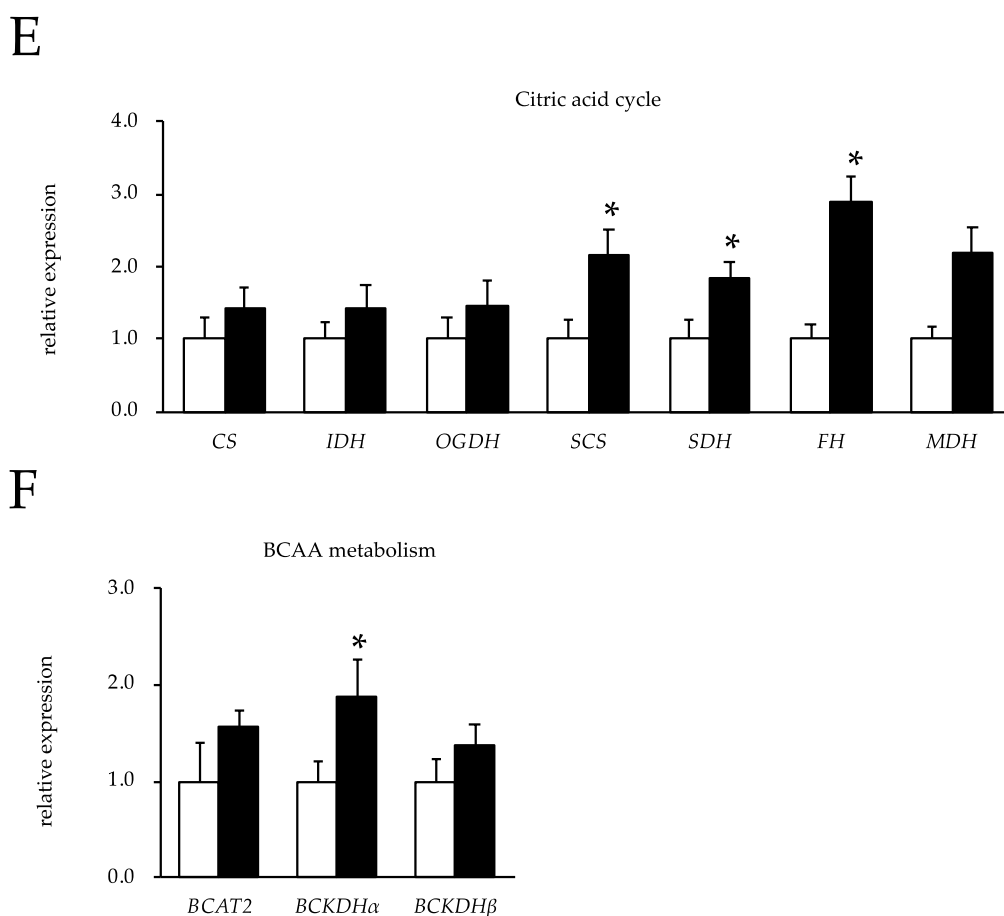 E
Citric acid cycle
relative expression
4.0
3.0
2.0
1.0
0.0
*
*
*
CS IDH OGDH SCS SDH FH MDH
F
BCAA metabolism
relative expression
3.0
2.0
1.0
0.0
*
BCAT2 BCKDHα BCKDHβ